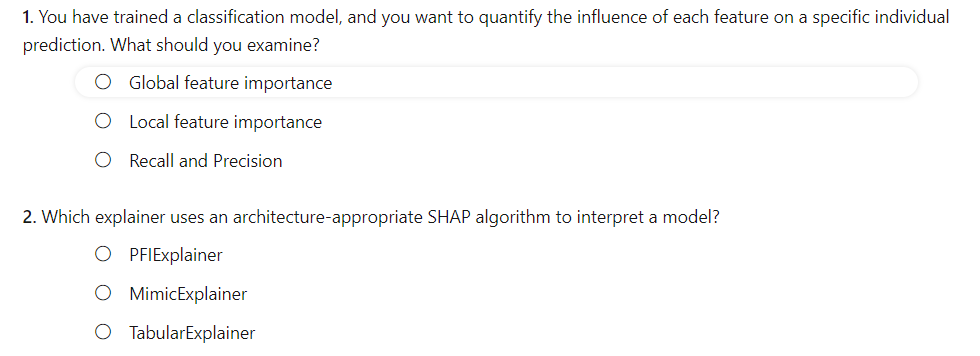 1. You have trained a classification model, and you want to quantify the influence of each feature on a specific individual
prediction. What should you examine?
Global feature importance
Local feature importance
Recall and Precision
2. Which explainer uses an architecture-appropriate SHAP algorithm to interpret a model?
PFIExplainer
MimicExplainer
TabularExplainer